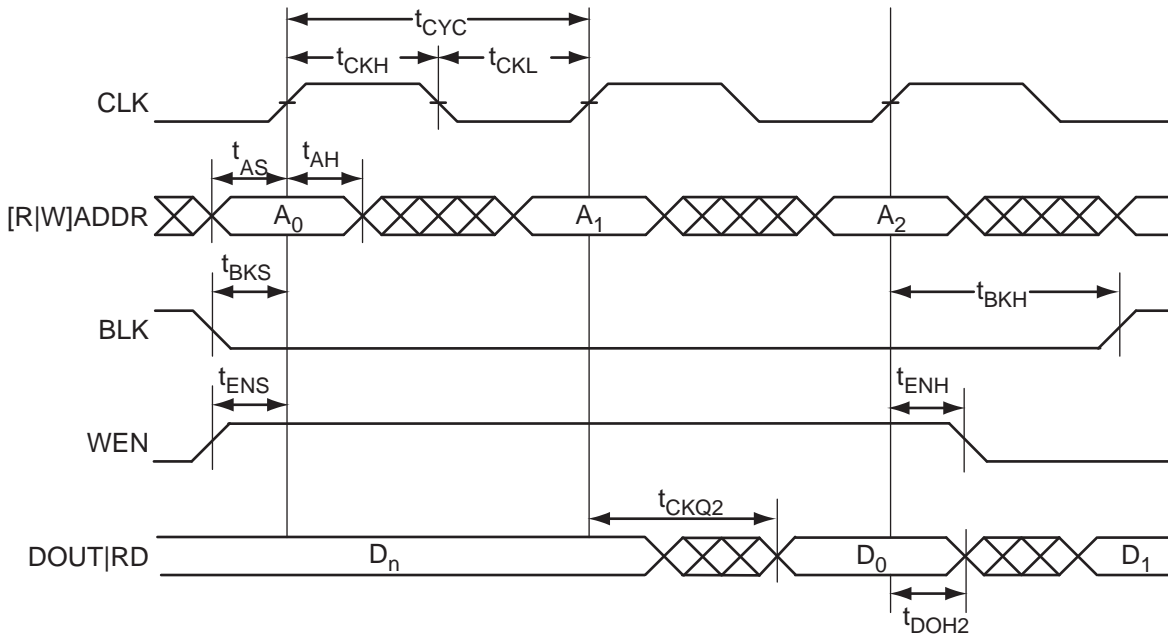 tCYC
tCKH tCKL
CLK
tAS tAH
[R|W]ADDR A0 A1 A2
tBKS tBKH
BLK
tENS tENH
WEN
tCKQ2
DOUT|RD Dn D0 D1
tDOH2